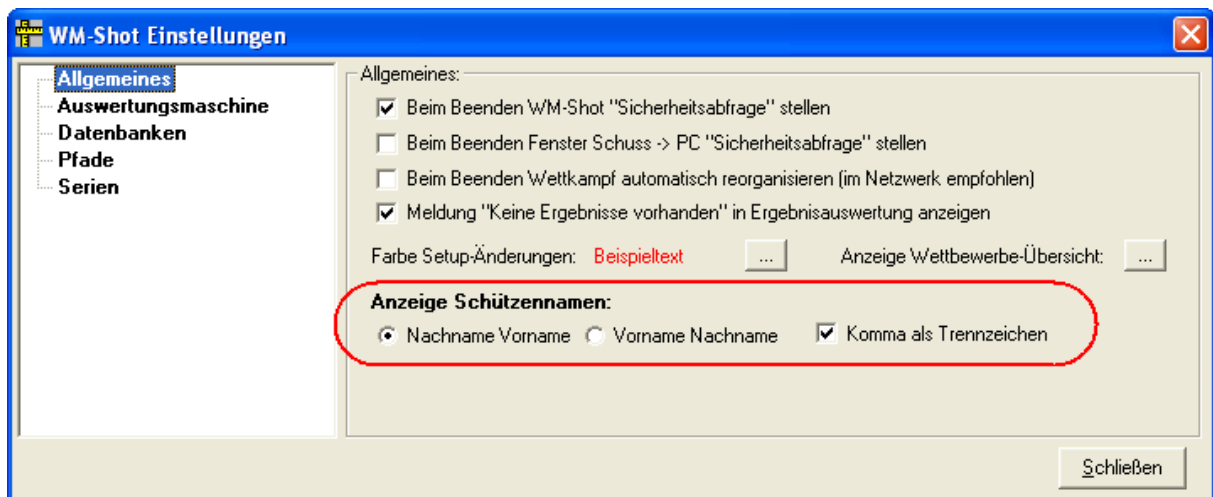 WM-Shot Einstellungen
Allgemeines
Auswertungsmaschine
Datenbanken
Pfade
Serien
Allgemeines:
Beim Beenden WM-Shot "Sicherheitsabfrage" stellen
Beim Beenden Fenster Schuss -> PC "Sicherheitsabfrage" stellen
Beim Beenden Wettkampf automatisch reorganisieren (im Netzwerk empfohlen)
Meldung "Keine Ergebnisse vorhanden" in Ergebnisauswertung anzeigen
Farbe Setup-Änderungen: Beispieltext ... Anzeige Wettbewerbe-Übersicht: ...
Anzeige Schützennamen:
Nachname Vorname Vorname Nachname Komma als Trennzeichen
Schließen